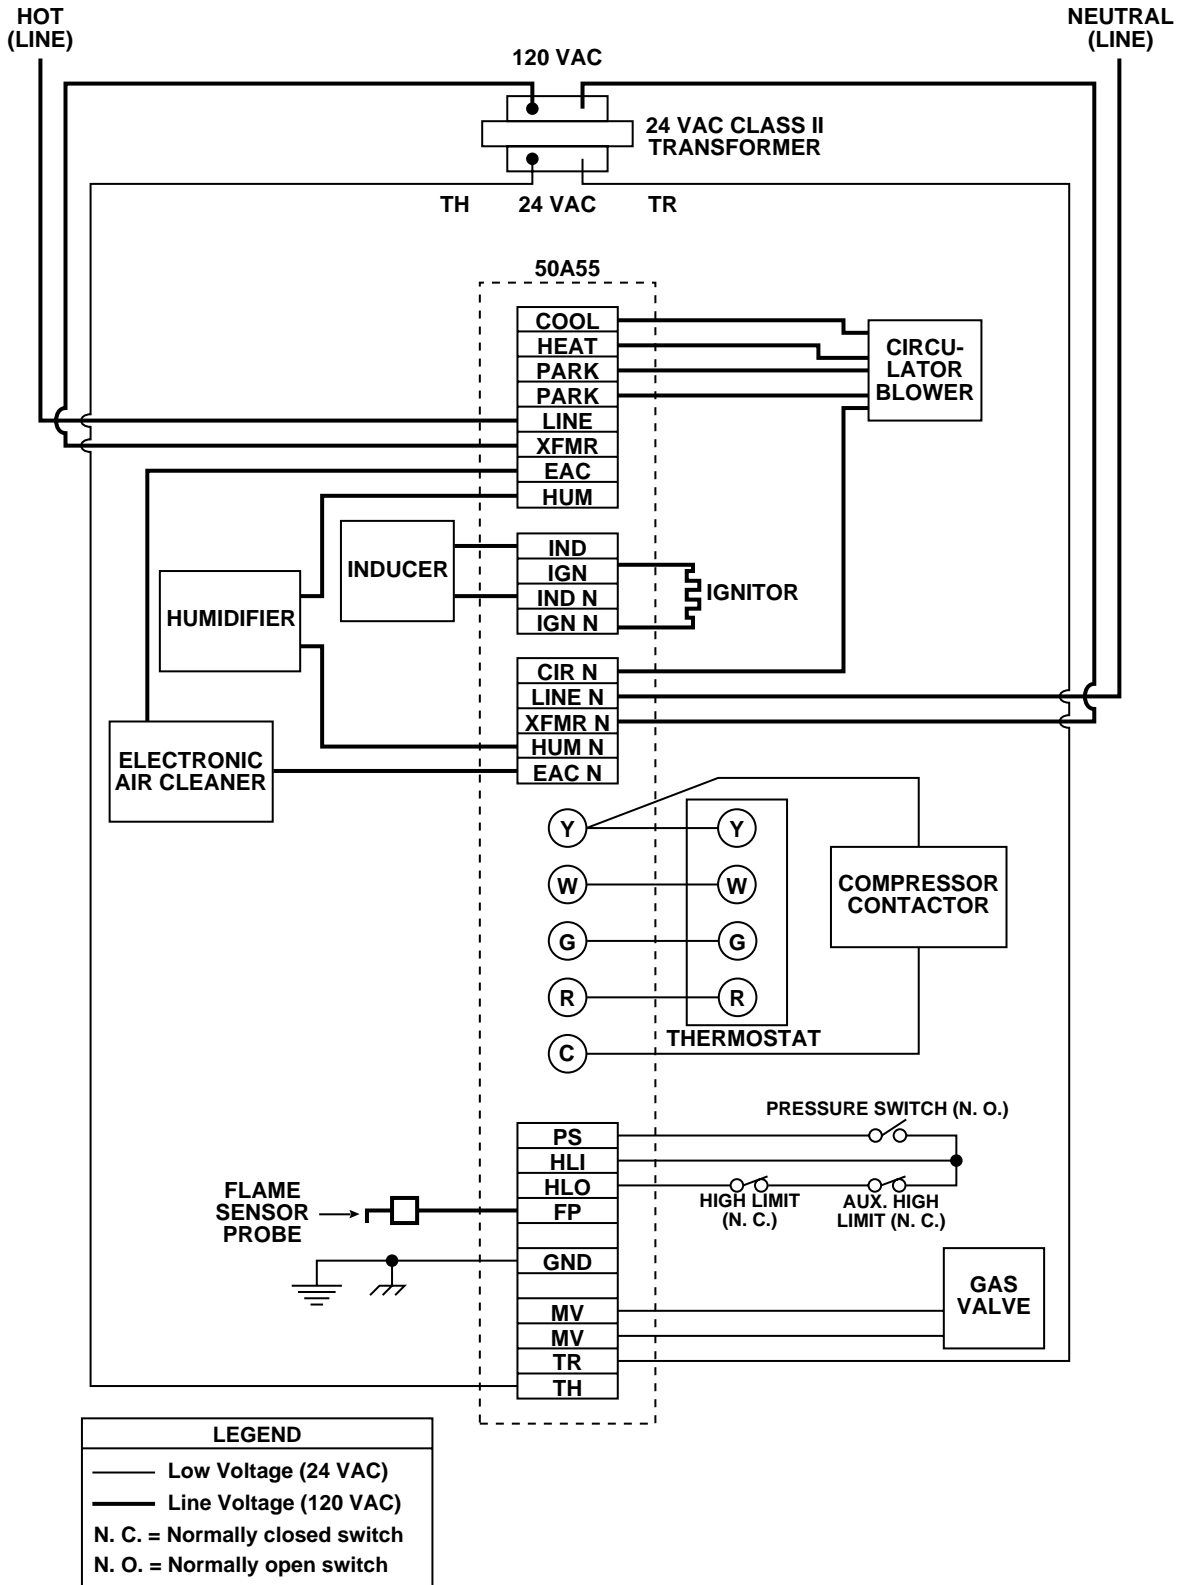 HOT
(LINE)
NEUTRAL
(LINE)
120 VAC
24 VAC CLASS II
TRANSFORMER
TH
24 VAC
TR
50A55
COOL
HEAT
PARK
PARK
LINE
XFMR
EAC
HUM
CIRCU-
LATOR
BLOWER
IND
IGN
IND N
IGN N
INDUCER
IGNITOR
HUMIDIFIER
CIR N
LINE N
XFMR N
HUM N
EAC N
ELECTRONIC
AIR CLEANER
Y
Y
W
W
G
G
R
R
C
THERMOSTAT
COMPRESSOR
CONTACTOR
PRESSURE SWITCH (N. O.)
PS
HLI
HLO
FP
GND
MV
MV
TR
TH
HIGH LIMIT
(N. C.)
AUX. HIGH
LIMIT (N. C.)
FLAME
SENSOR
PROBE
GAS
VALVE
LEGEND
Low Voltage (24 VAC)
Line Voltage (120 VAC)
N. C. = Normally closed switch
N. O. = Normally open switch